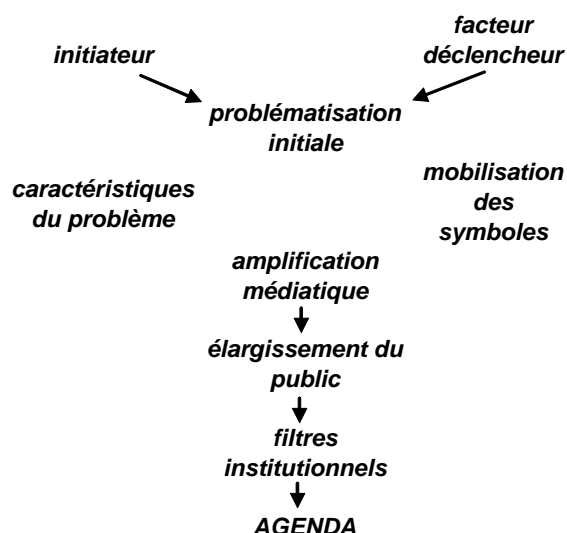 facteur
déclencheur
initiateur
problématisation
initiale
caractéristiques
du problème
mobilisation
des
symboles
amplification
médiatique
élargissement du
public
filtres
institutionnels
AGENDA